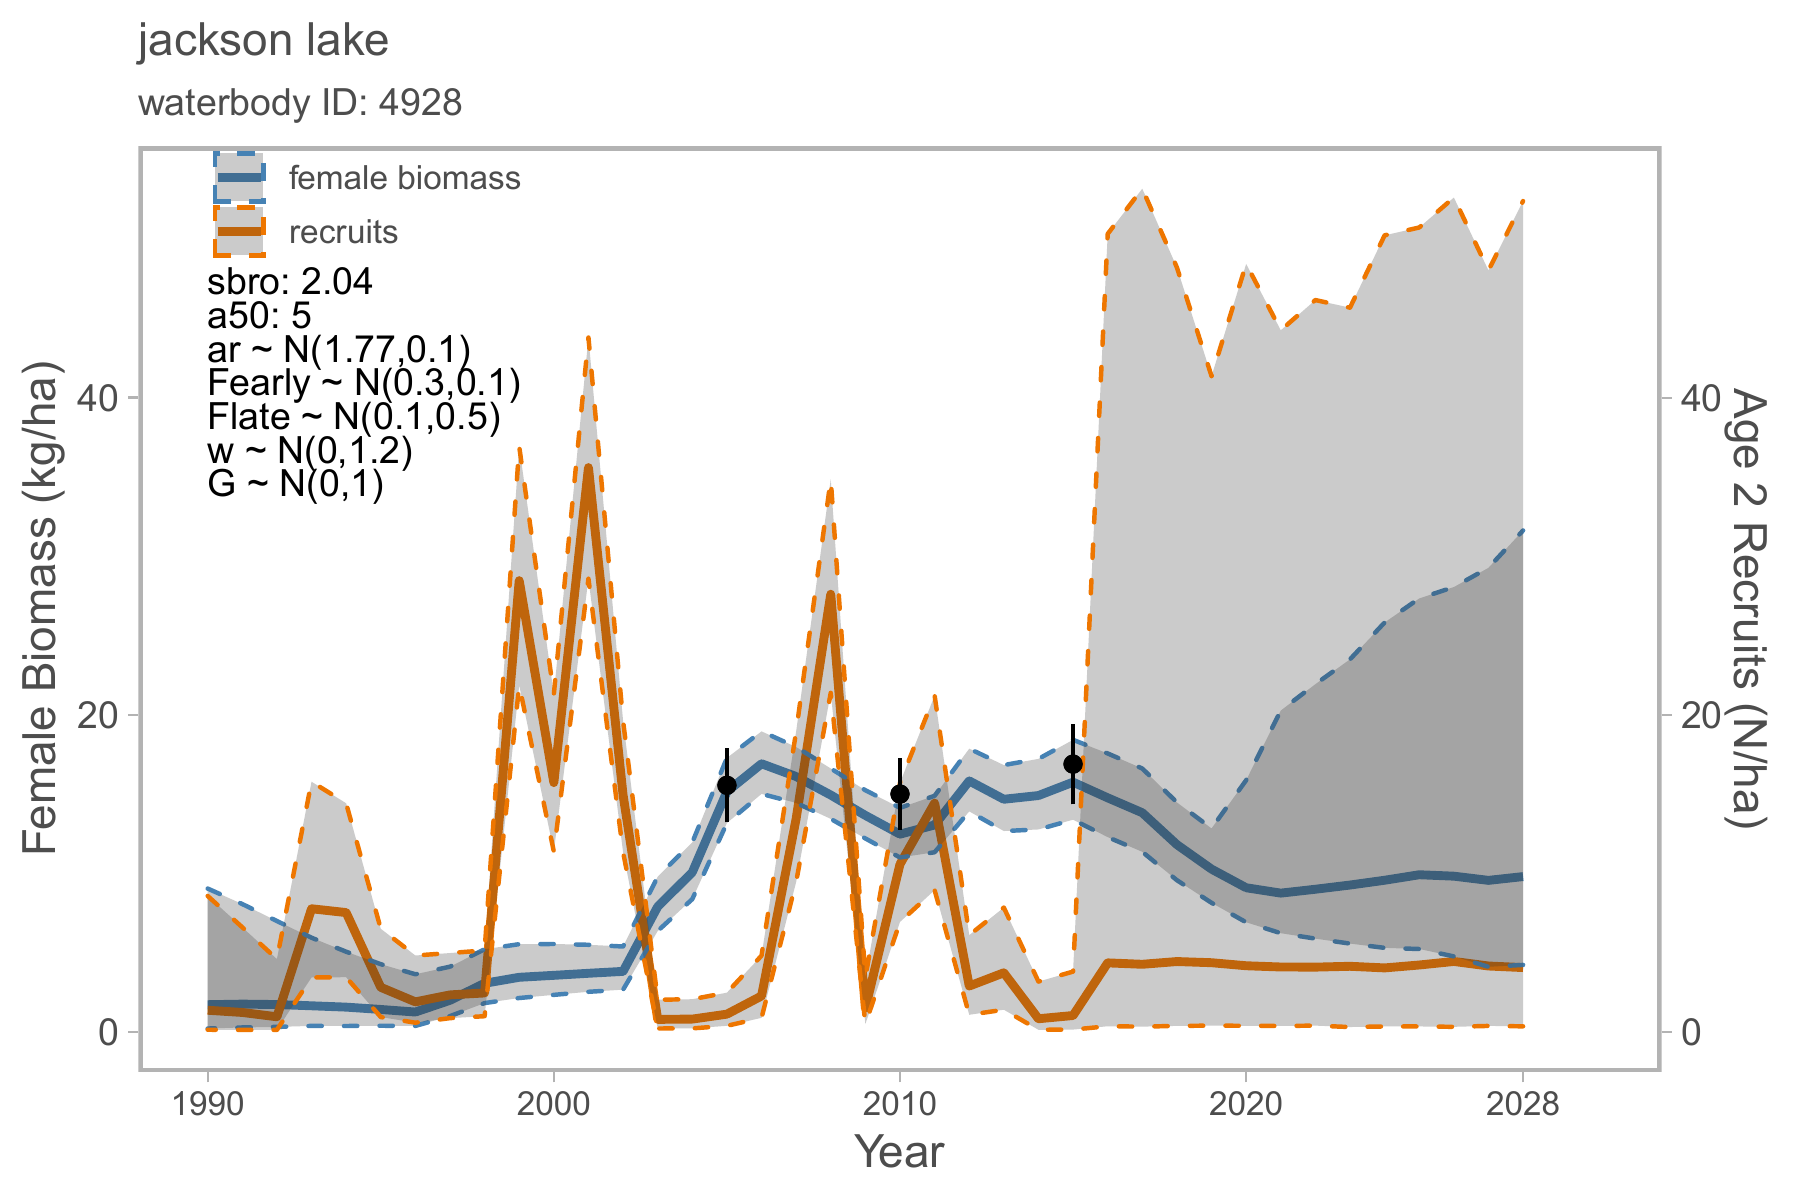 jackson lake
waterbody ID: 4928
female biomass
recruits
sbro: 2.04
a50: 5
ar ~ N(1.77,0.1)
Fearly ~ N(0.3,0.1)
Flate ~ N(0.1,0.5)
w ~ N(0,1.2)
G ~ N(0,1)
Female Biomass (kg/ha)
40
20
0
Age 2 Recruits (N/ha)
40
20
0
1990
2000
2010
2020
2028
Year